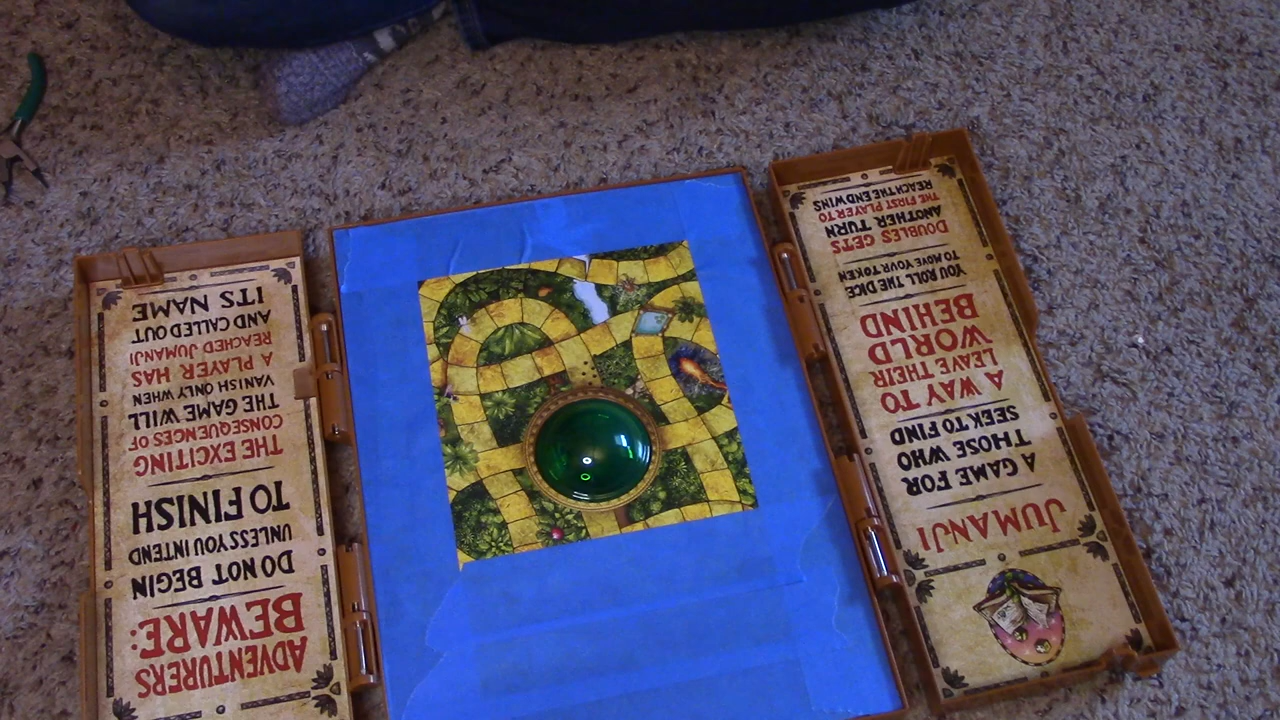 ADVENTURERS
BEWARE:
DO NOT BEGIN
UNLESS YOU INTEND
TO FINISH
THE EXCITING
CONSEQUENCES OF
THE GAME WILL
VANISH ONLY WHEN
A PLAYER HAS
REACHED JUMANJI
AND CALLED OUT
ITS NAME
JUMANJI
A GAME FOR
THOSE WHO
SEEK TO FIND
A WAY TO
LEAVE THEIR
WORLD
BEHIND
YOU ROLL THE DICE
TO MOVE YOUR TOKEN
DOUBLES GETS
ANOTHER TURN
THE FIRST PLAYER TO
REACH THE END WINS